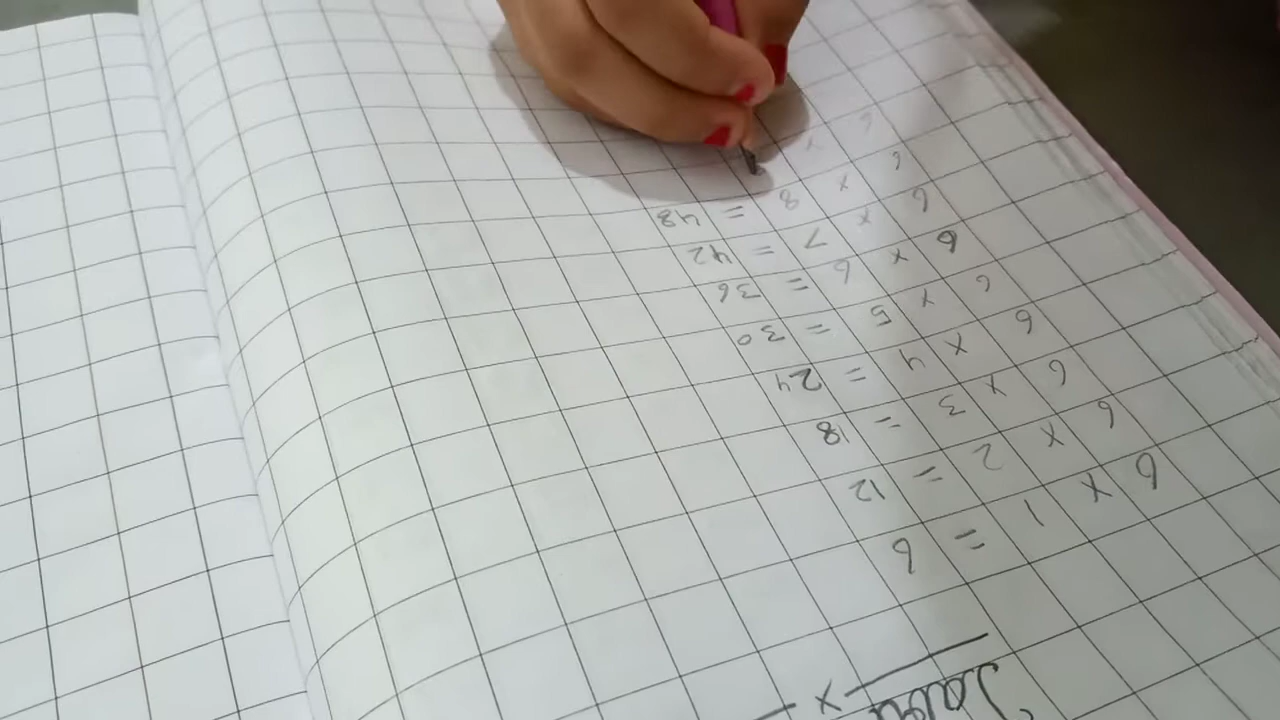 6 x 1 = 6
6 x 2 = 12
6 x 3 = 18
6 x 4 = 24
6 x 5 = 30
6 x 6 = 36
6 x 7 = 42
6 x 8 = 48
6 x